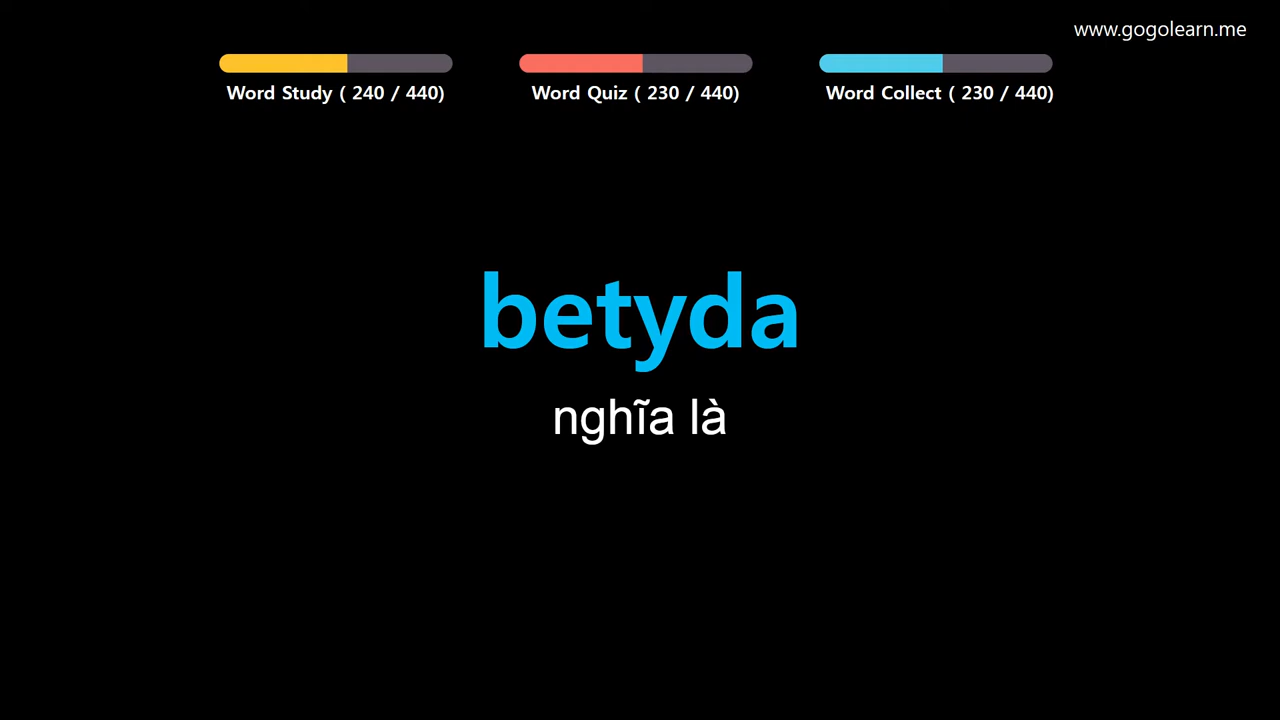 www.gogolearn.me
Word Study ( 240 / 440)
Word Quiz ( 230 / 440)
Word Collect ( 230 / 440)
betyda
nghĩa là